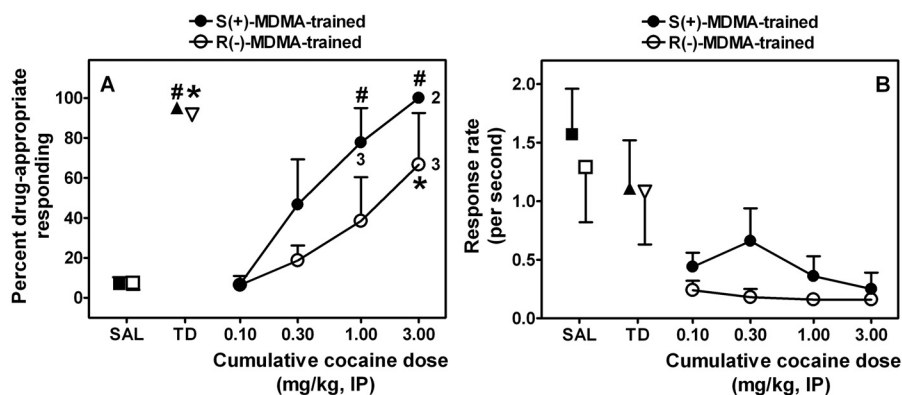 S(+)-MDMA-trained
R(-)-MDMA-trained
A
Percent drug-appropriate
responding
100
80
60
40
20
0
# *
#
#
2
3
3
*
SAL TD 0.10 0.30 1.00 3.00
Cumulative cocaine dose
(mg/kg, IP)
S(+)-MDMA-trained
R(-)-MDMA-trained
B
Response rate
(per second)
2.0
1.5
1.0
0.5
0.0
SAL TD 0.10 0.30 1.00 3.00
Cumulative cocaine dose
(mg/kg, IP)